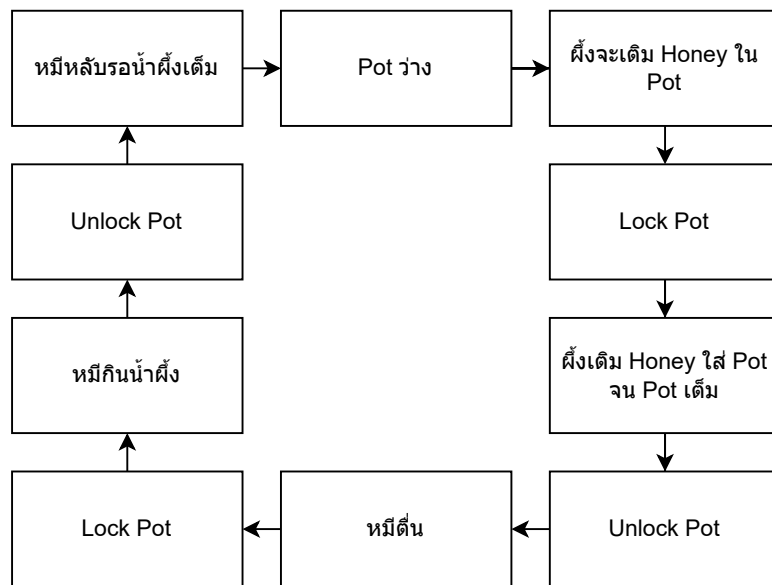 หมีหลับรอน้ำผึ้งเต็ม
Pot ว่าง
ผึ้งจะเติม Honey ใน
Pot
Unlock Pot
Lock Pot
หมีกินน้ำผึ้ง
ผึ้งเติม Honey ใส่ Pot
จน Pot เต็ม
Lock Pot
หมีตื่น
Unlock Pot